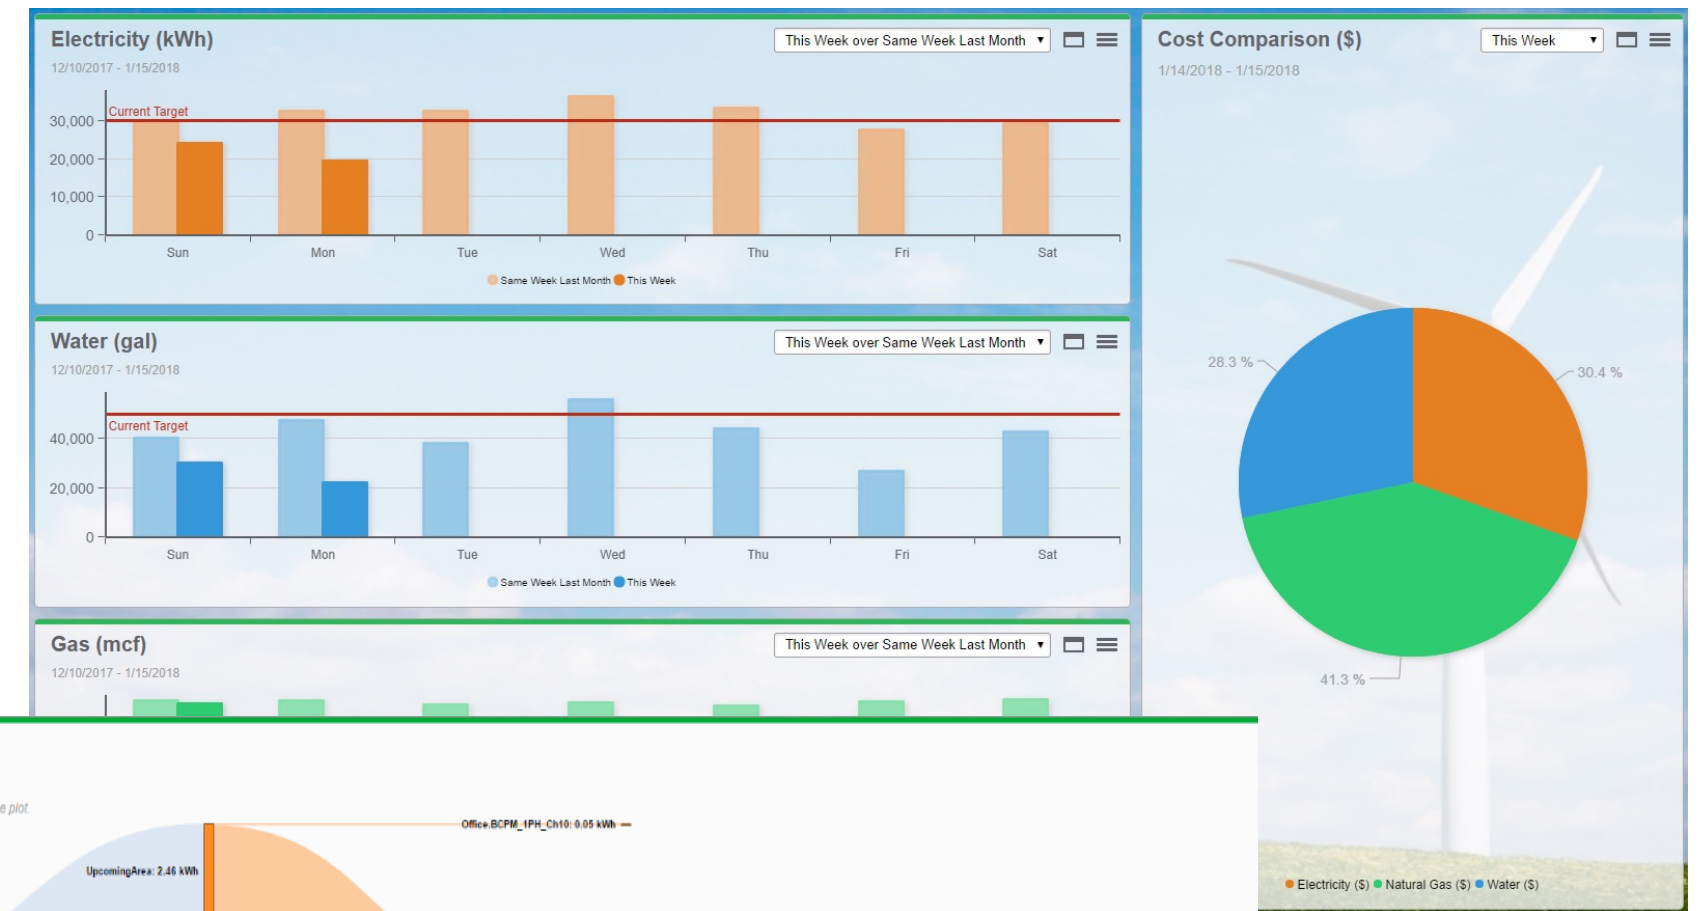 Electricity (kWh)
This Week over Same Week Last Month
12/10/2017 - 1/15/2018
Current Target
30,000
20,000
10,000
0
Sun Mon Tue Wed Thu Fri Sat
Same Week Last Month This Week
Water (gal)
This Week over Same Week Last Month
12/10/2017 - 1/15/2018
Current Target
40,000
20,000
0
Sun Mon Tue Wed Thu Fri Sat
Same Week Last Month This Week
Gas (mcf)
This Week over Same Week Last Month
12/10/2017 - 1/15/2018
Cost Comparison ($)
This Week
1/14/2018 - 1/15/2018
28.3 %
30.4 %
41.3 %
Electricity ($) Natural Gas ($) Water ($)
e plot.
Office.BCPM_1PH_Ch10: 0.05 kWh
UpcomingArea: 2.46 kWh